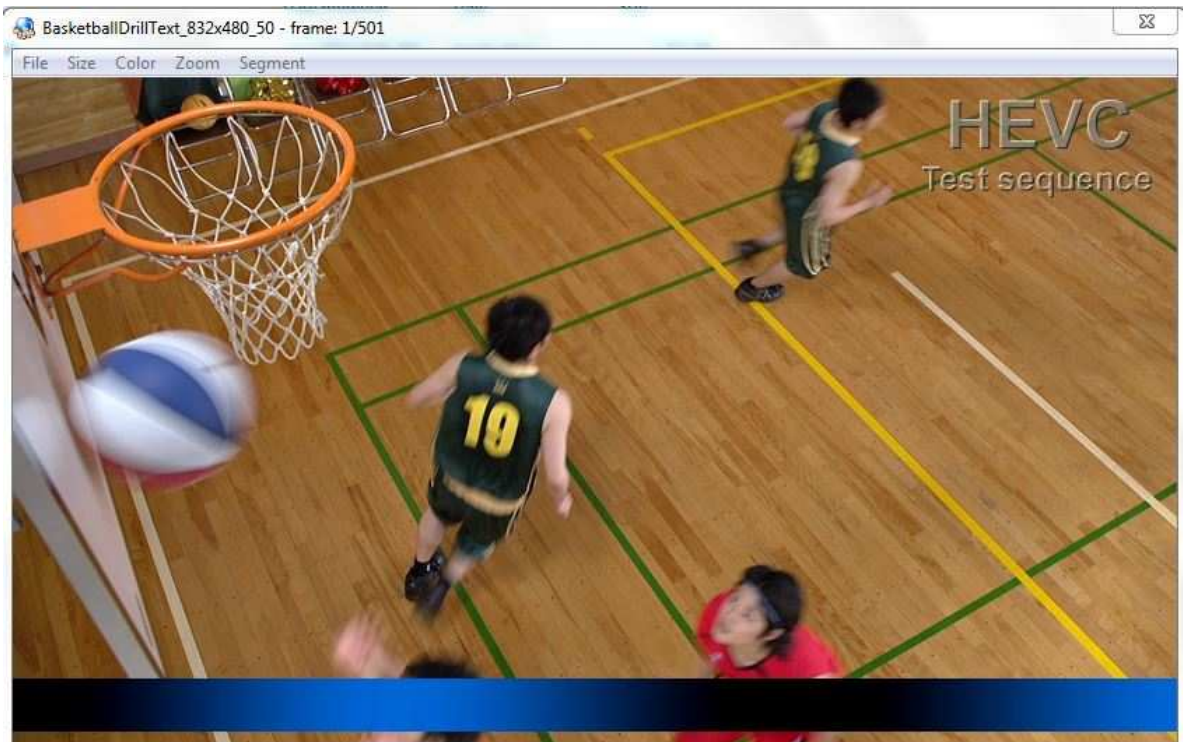 BasketballDrillText_832x480_50 - frame: 1/501
File Size Color Zoom Segment
HEVC
Test sequence
19